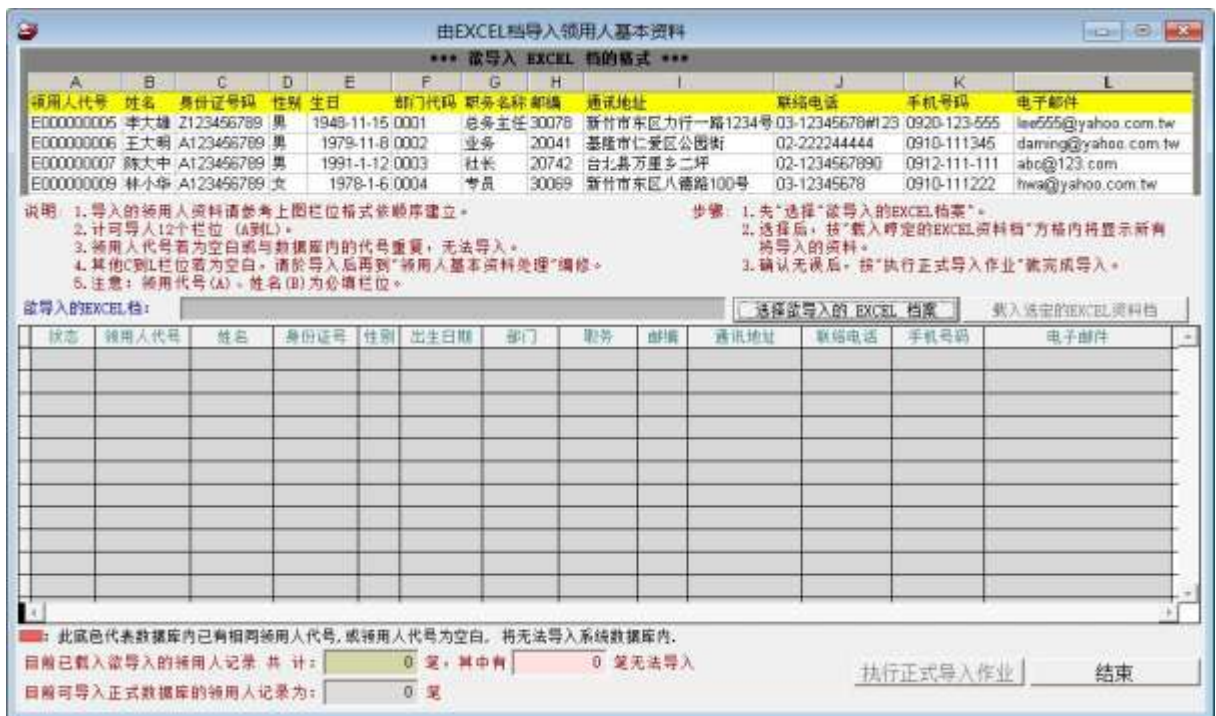 由EXCEL档导入领用人基本资料
*** 欲导入 EXCEL 档的格式 ***
A B C D E F G H I J K L
领用人代号 姓名 身份证号码 性别 生日 部门代码 职务名称 邮编 通讯地址 联络电话 手机号码 电子邮件
E000000005 李大雄 Z123456789 男 1948-11-15 0001 总务主任 30078 新竹市东区力行一路1234号 03-12345678#123 0920-123-555 lee555@yahoo.com.tw
E000000006 王大明 A123456789 男 1979-11-8 0002 业务 20041 基隆市仁爱区公园街 02-222244444 0910-111345 daming@yahoo.com.tw
E000000007 陈大中 A123456789 男 1991-1-12 0003 社长 20742 台北县万里乡二坪 02-1234567890 0912-111-111 abc@123.com
E000000009 林小华 A123456789 女 1978-1-6 0004 专员 30069 新竹市东区八德路100号 03-12345678 0910-111222 hwa@yahoo.com.tw
说明: 1.导入的领用人资料请参考上图栏位格式依顺序建立。
2.计可导入12个栏位 (A到L)。
3.领用人代号若为空白或与数据库内的代号重复，无法导入。
4.其他C到L栏位若为空白，请於导入后再到"领用人基本资料处理"编修。
5.注意: 领用代号(A)、姓名(B)为必填栏位。
步骤: 1.先"选择"欲导入的EXCEL档案"。
2.选择后，按"载入哼定的EXCEL资料档"方格内将显示所有
将导入的资料。
3.确认无误后，按"执行正式导入作业"就完成导入。
欲导入的EXCEL档: 选择欲导入的 EXCEL 档案 载入选定的EXCEL资料档
状态 领用人代号 姓名 身份证号 性别 出生日期 部门 职务 邮编 通讯地址 联络电话 手机号码 电子邮件
: 此底色代表数据库内已有相同领用人代号,或领用人代号为空白, 将无法导入系统数据库内.
目前已载入欲导入的领用人记录 共 计: 0 笔，其中有 0 笔无法导入
目前可导入正式数据库的领用人记录为: 0 笔
执行正式导入作业 结束